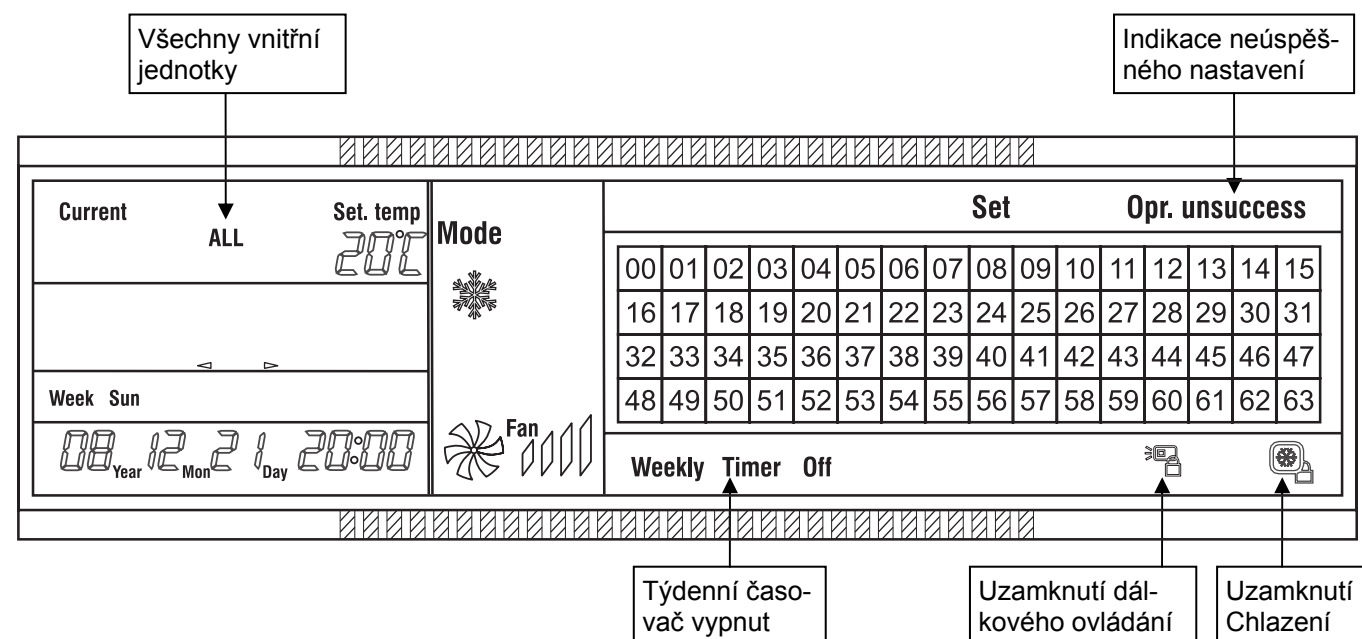 Všechny vnitřní
jednotky
Indikace neúspěš-
ného nastavení
Current
ALL
Set. temp
20°C
Mode
Set Opr. unsuccess
00 01 02 03 04 05 06 07 08 09 10 11 12 13 14 15
16 17 18 19 20 21 22 23 24 25 26 27 28 29 30 31
32 33 34 35 36 37 38 39 40 41 42 43 44 45 46 47
48 49 50 51 52 53 54 55 56 57 58 59 60 61 62 63
Week Sun
08 Year 12 Mon 21 Day 20:00
Fan
Weekly Timer Off
Týdenní časo-
vač vypnut
Uzamknutí dál-
kového ovládání
Uzamknutí
Chlazení